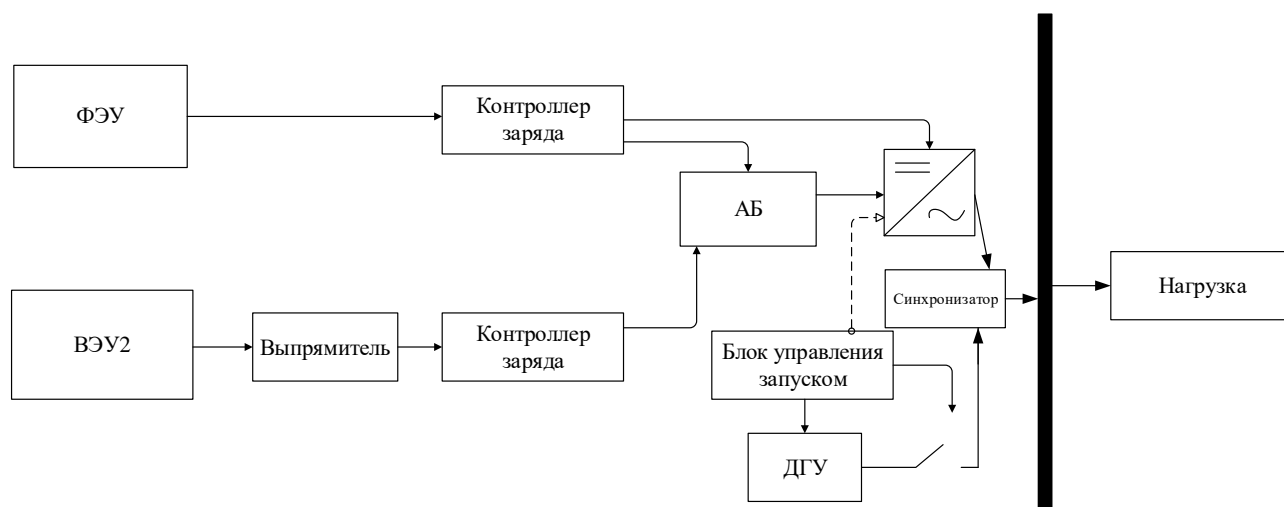 ФЭУ
Контроллер
заряда
АБ
Синхронизатор
Нагрузка
ВЭУ2
Выпрямитель
Контроллер
заряда
Блок управления
запуском
ДГУ